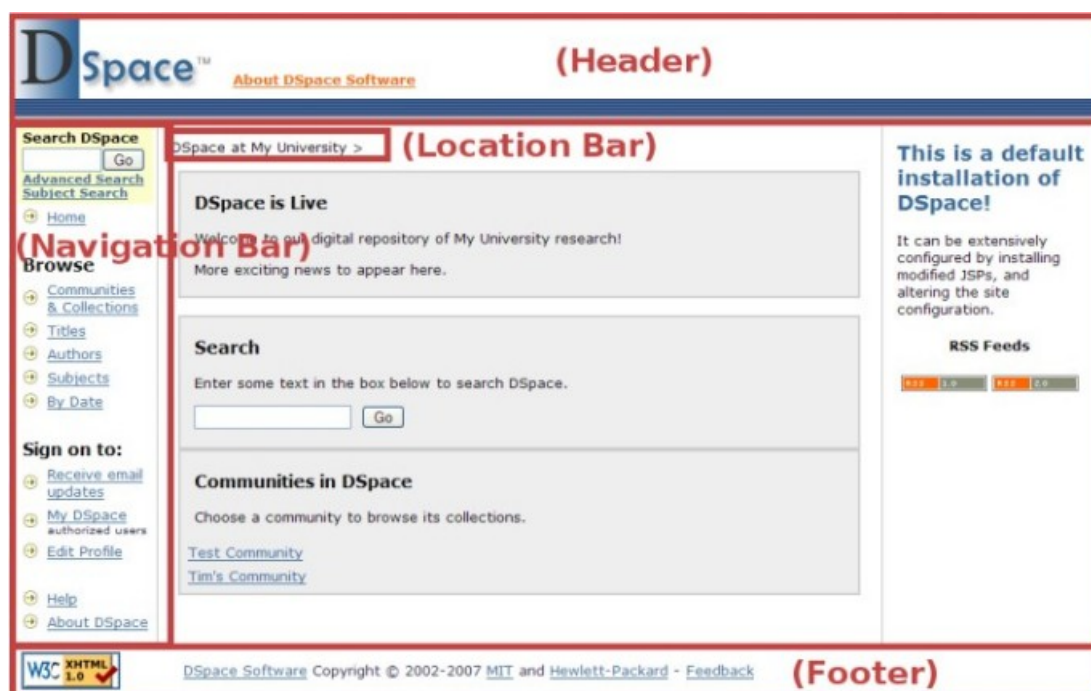 DSpace™
About DSpace Software
(Header)
Search DSpace
Go
Advanced Search
Subject Search
Home
(Navigation Bar)
Browse
Communities
& Collections
Titles
Authors
Subjects
By Date
Sign on to:
Receive email
updates
My DSpace
authorized users
Edit Profile
Help
About DSpace
DSpace at My University >
(Location Bar)
DSpace is Live
Welcome to our digital repository of My University research!
More exciting news to appear here.
Search
Enter some text in the box below to search DSpace.
Go
Communities in DSpace
Choose a community to browse its collections.
Test Community
Tim's Community
This is a default
installation of
DSpace!
It can be extensively
configured by installing
modified JSPs, and
altering the site
configuration.
RSS Feeds
RSS 1.0 RSS 2.0
W3C XHTML 1.0
DSpace Software Copyright © 2002-2007 MIT and Hewlett-Packard - Feedback
(Footer)